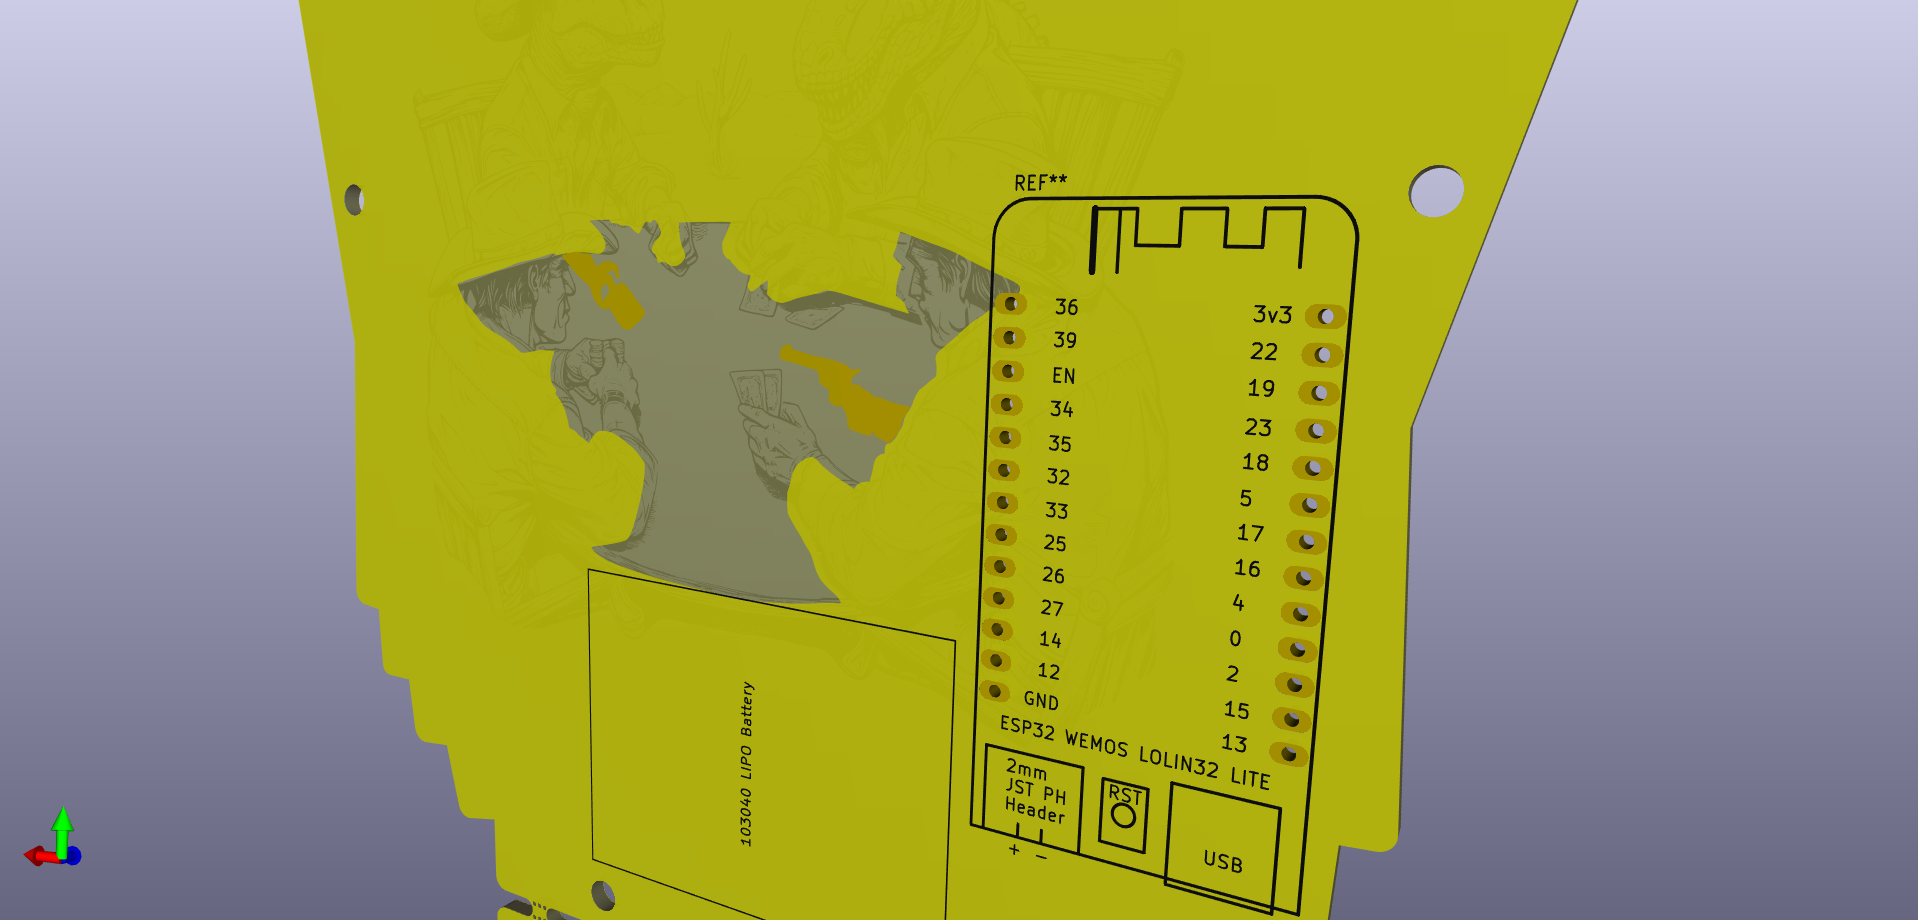 REF**
36
39
EN
34
35
32
33
25
26
27
14
12
GND
3v3
22
19
23
18
5
17
16
4
0
2
15
13
ESP32 WEMOS LOLIN32 LITE
2mm
JST PH
Header
+ −
RST
USB
103040 LIPO Battery